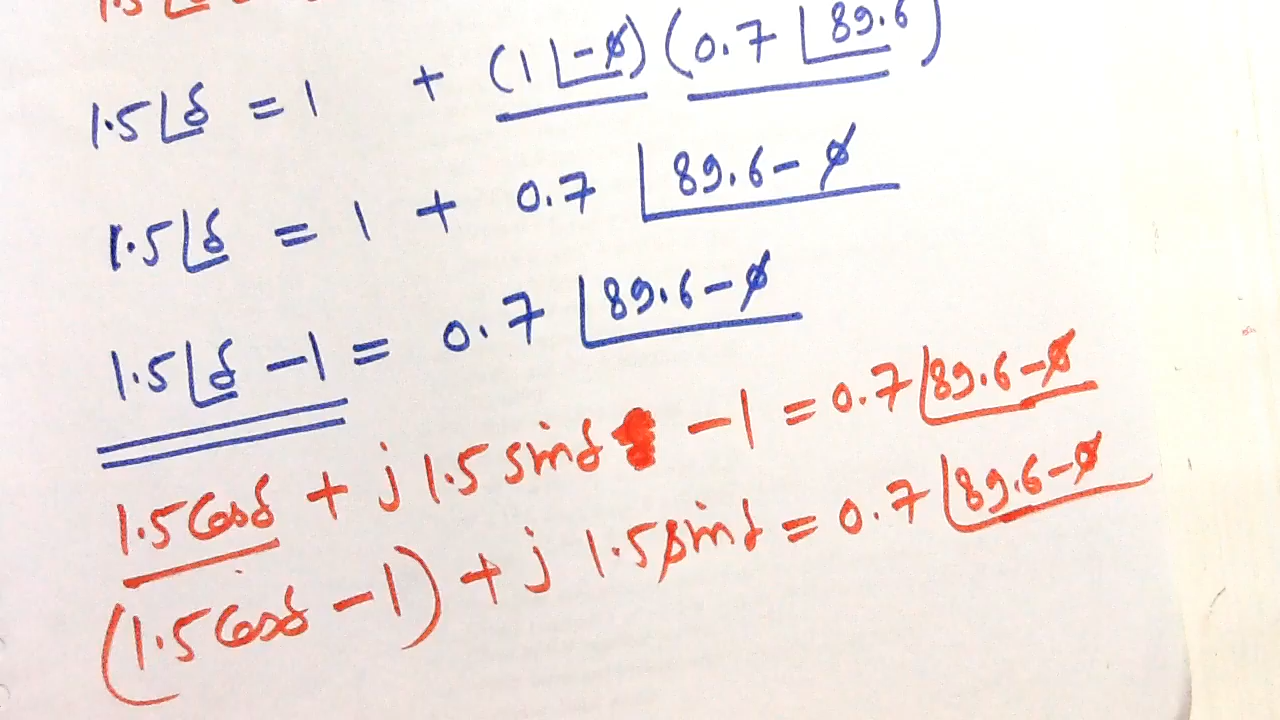 1.5∠δ = 1 + (1∠-φ) (0.7∠89.6)
1.5∠δ = 1 + 0.7∠89.6-φ
1.5∠δ - 1 = 0.7∠89.6-φ
1.5 cosδ + j 1.5 sinδ - 1 = 0.7∠89.6-φ
(1.5 cosδ - 1) + j 1.5 sinδ = 0.7∠89.6-φ